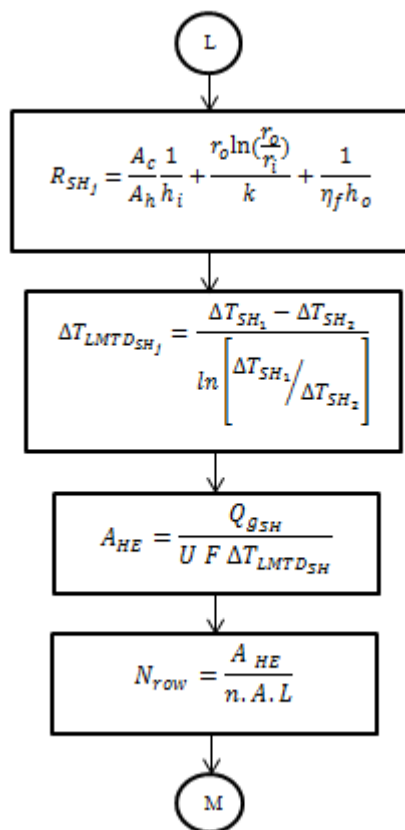 L
R_{SH_j} = \frac{A_c}{A_h} \frac{1}{h_i} + \frac{r_o \ln(\frac{r_o}{r_i})}{k} + \frac{1}{\eta_f h_o}
\Delta T_{LMTD_{SH_j}} = \frac{\Delta T_{SH_1} - \Delta T_{SH_2}}{ln\left[\Delta T_{SH_1} / \Delta T_{SH_2}\right]}
A_{HE} = \frac{Q_{g_{SH}}}{U F \Delta T_{LMTD_{SH}}}
N_{row} = \frac{A_{HE}}{n.A.L}
M